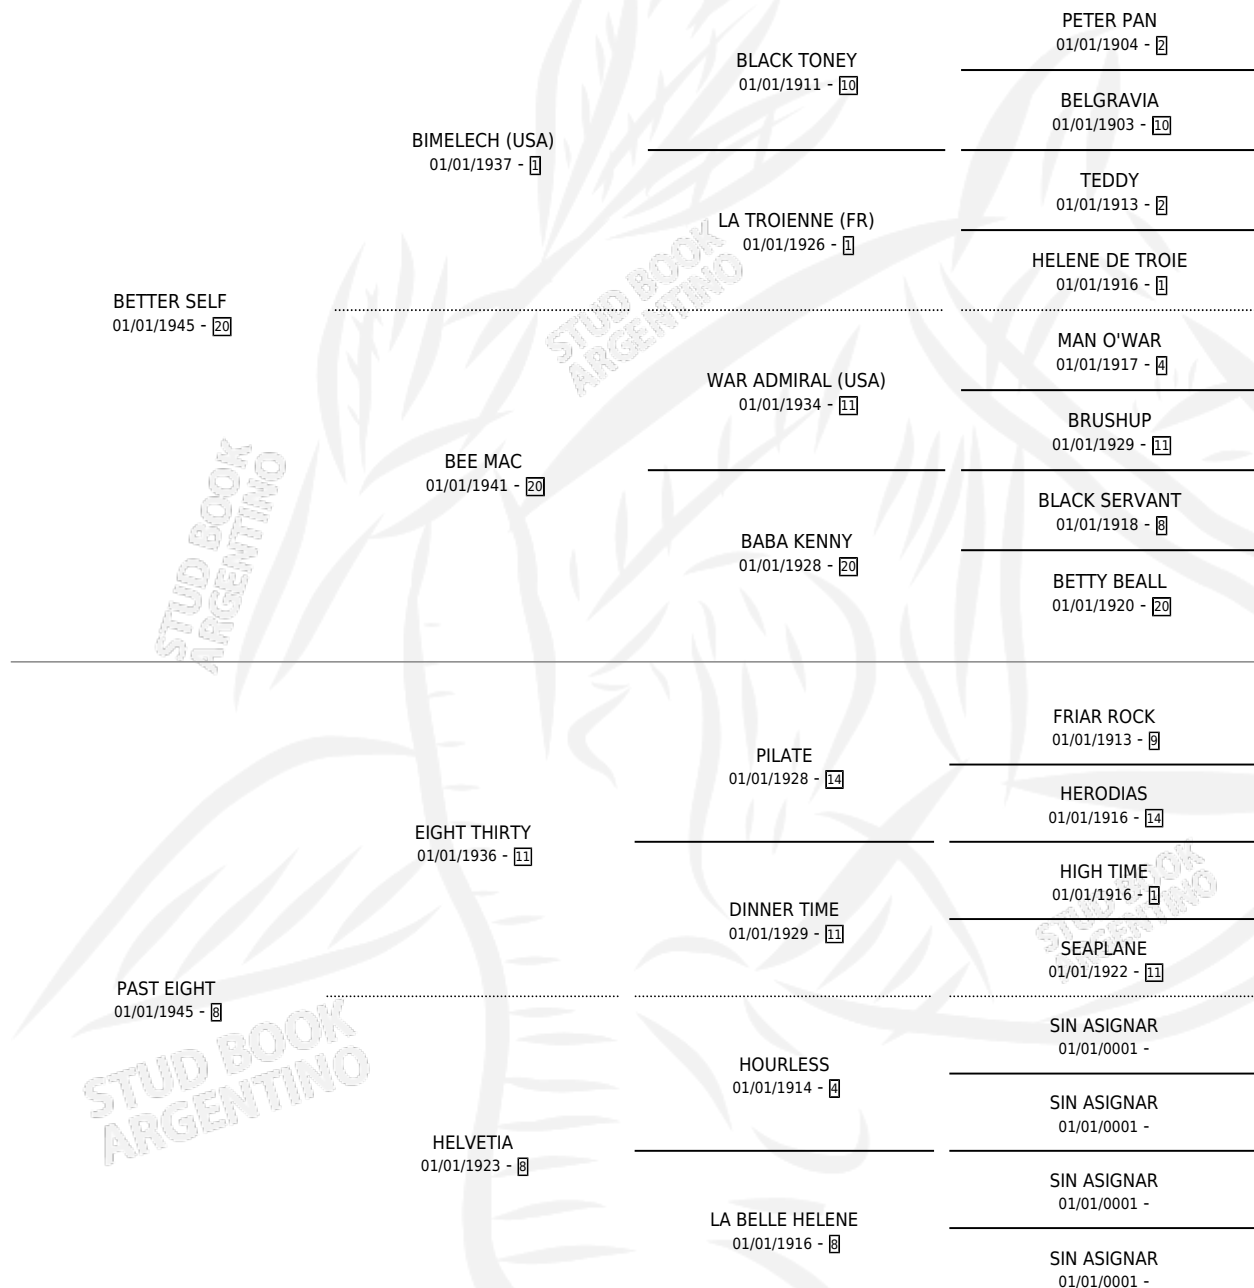 PETER PAN
01/01/1904 - 2
BLACK TONEY
01/01/1911 - 10
BELGRAVIA
01/01/1903 - 10
BIMELECH (USA)
01/01/1937 - 1
TEDDY
01/01/1913 - 2
LA TROIENNE (FR)
01/01/1926 - 1
HELENE DE TROIE
01/01/1916 - 1
BETTER SELF
01/01/1945 - 20
MAN O'WAR
01/01/1917 - 4
WAR ADMIRAL (USA)
01/01/1934 - 11
BRUSHUP
01/01/1929 - 11
BEE MAC
01/01/1941 - 20
BLACK SERVANT
01/01/1918 - 8
BABA KENNY
01/01/1928 - 20
BETTY BEALL
01/01/1920 - 20
STUD BOOK
ARGENTINO
STUD BOOK
ARGENTINO
FRIAR ROCK
01/01/1913 - 9
PILATE
01/01/1928 - 14
HERODIAS
01/01/1916 - 14
EIGHT THIRTY
01/01/1936 - 11
HIGH TIME
01/01/1916 - 1
DINNER TIME
01/01/1929 - 11
SEAPLANE
01/01/1922 - 11
PAST EIGHT
01/01/1945 - 8
SIN ASIGNAR
01/01/0001 -
HOURLESS
01/01/1914 - 4
SIN ASIGNAR
01/01/0001 -
HELVETIA
01/01/1923 - 8
SIN ASIGNAR
01/01/0001 -
LA BELLE HELENE
01/01/1916 - 8
SIN ASIGNAR
01/01/0001 -
STUD BOOK
ARGENTINO
STUD BOOK
ARGENTINO